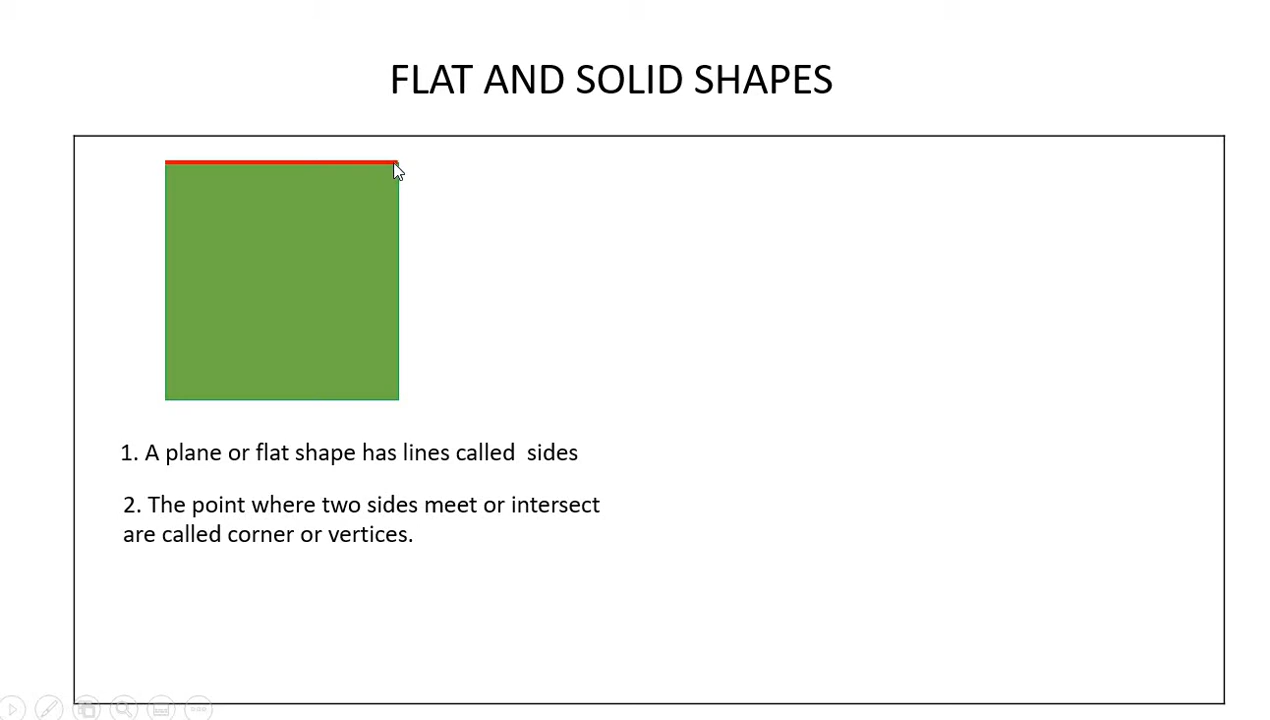 FLAT AND SOLID SHAPES
1. A plane or flat shape has lines called  sides
2. The point where two sides meet or intersect
are called corner or vertices.